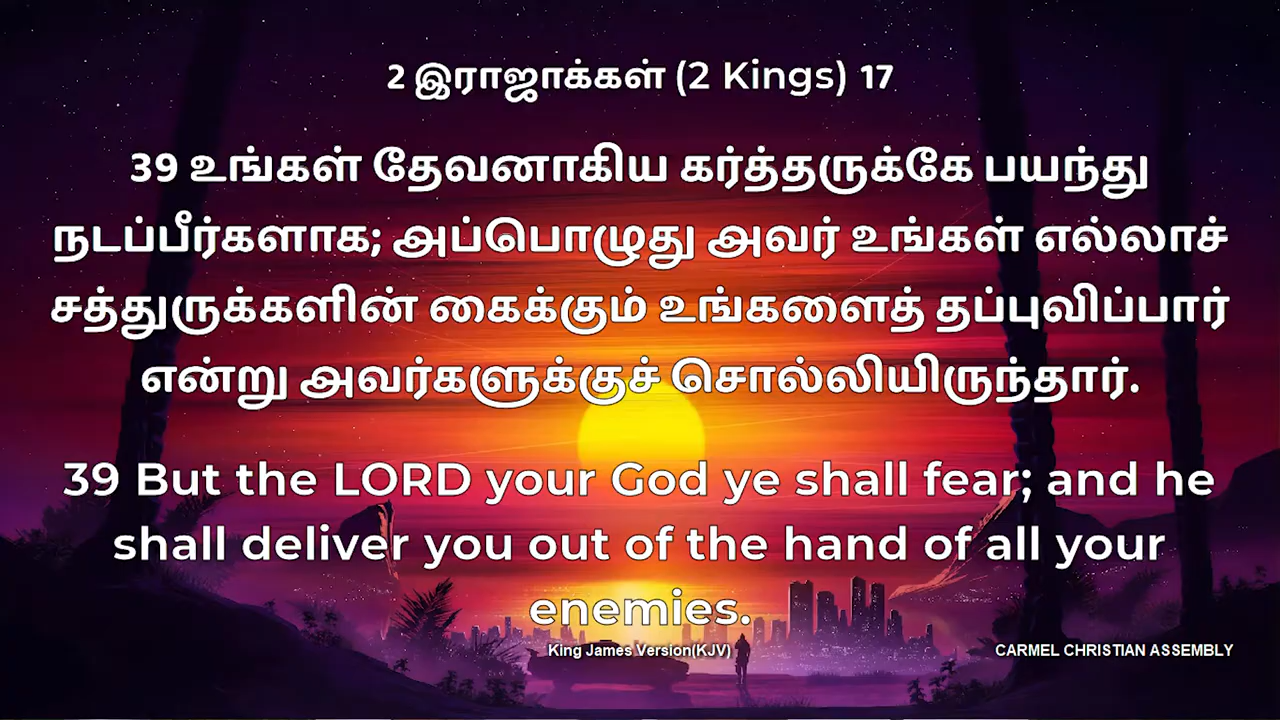 2 இராஜாக்கள் (2 Kings) 17
39 உங்கள் தேவனாகிய கர்த்தருக்கே பயந்து
நடப்பீர்களாக; அப்பொழுது அவர் உங்கள் எல்லாச்
சத்துருக்களின் கைக்கும் உங்களைத் தப்புவிப்பார்
என்று அவர்களுக்குச் சொல்லியிருந்தார்.
39 But the LORD your God ye shall fear; and he
shall deliver you out of the hand of all your
enemies.
King James Version(KJV)
CARMEL CHRISTIAN ASSEMBLY